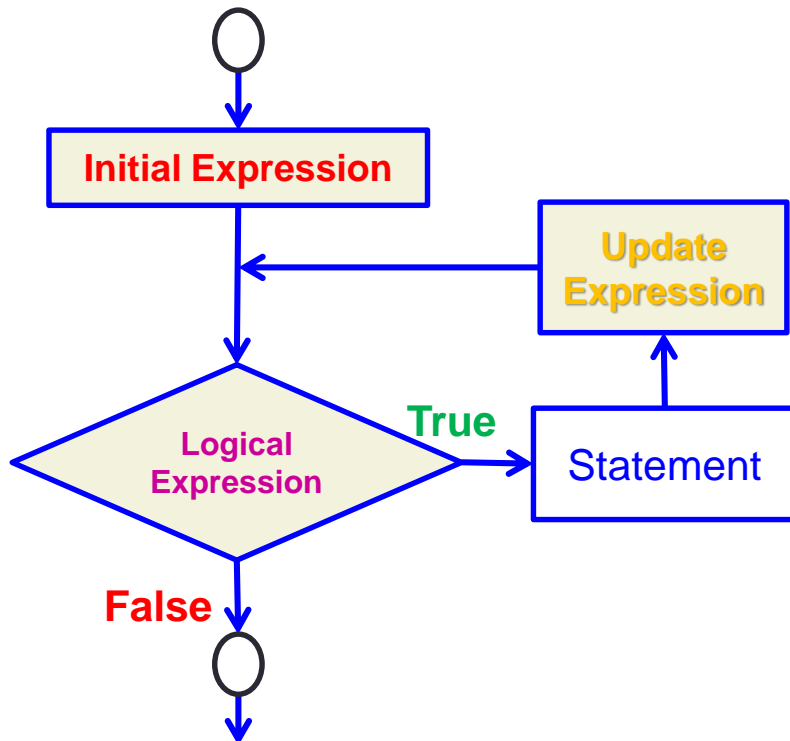 Initial Expression
Update
Expression
True
Logical
Expression
Statement
False